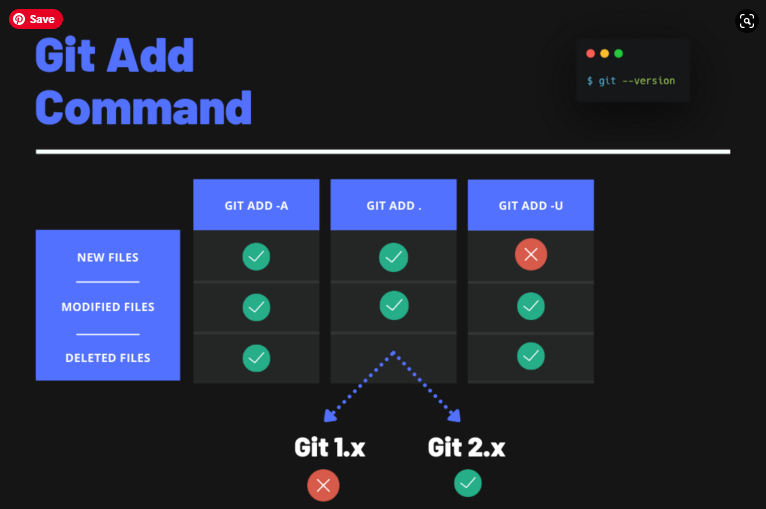 Save
Git Add
Command
$ git --version
GIT ADD -A
GIT ADD .
GIT ADD -U
NEW FILES
MODIFIED FILES
DELETED FILES
Git 1.x
Git 2.x